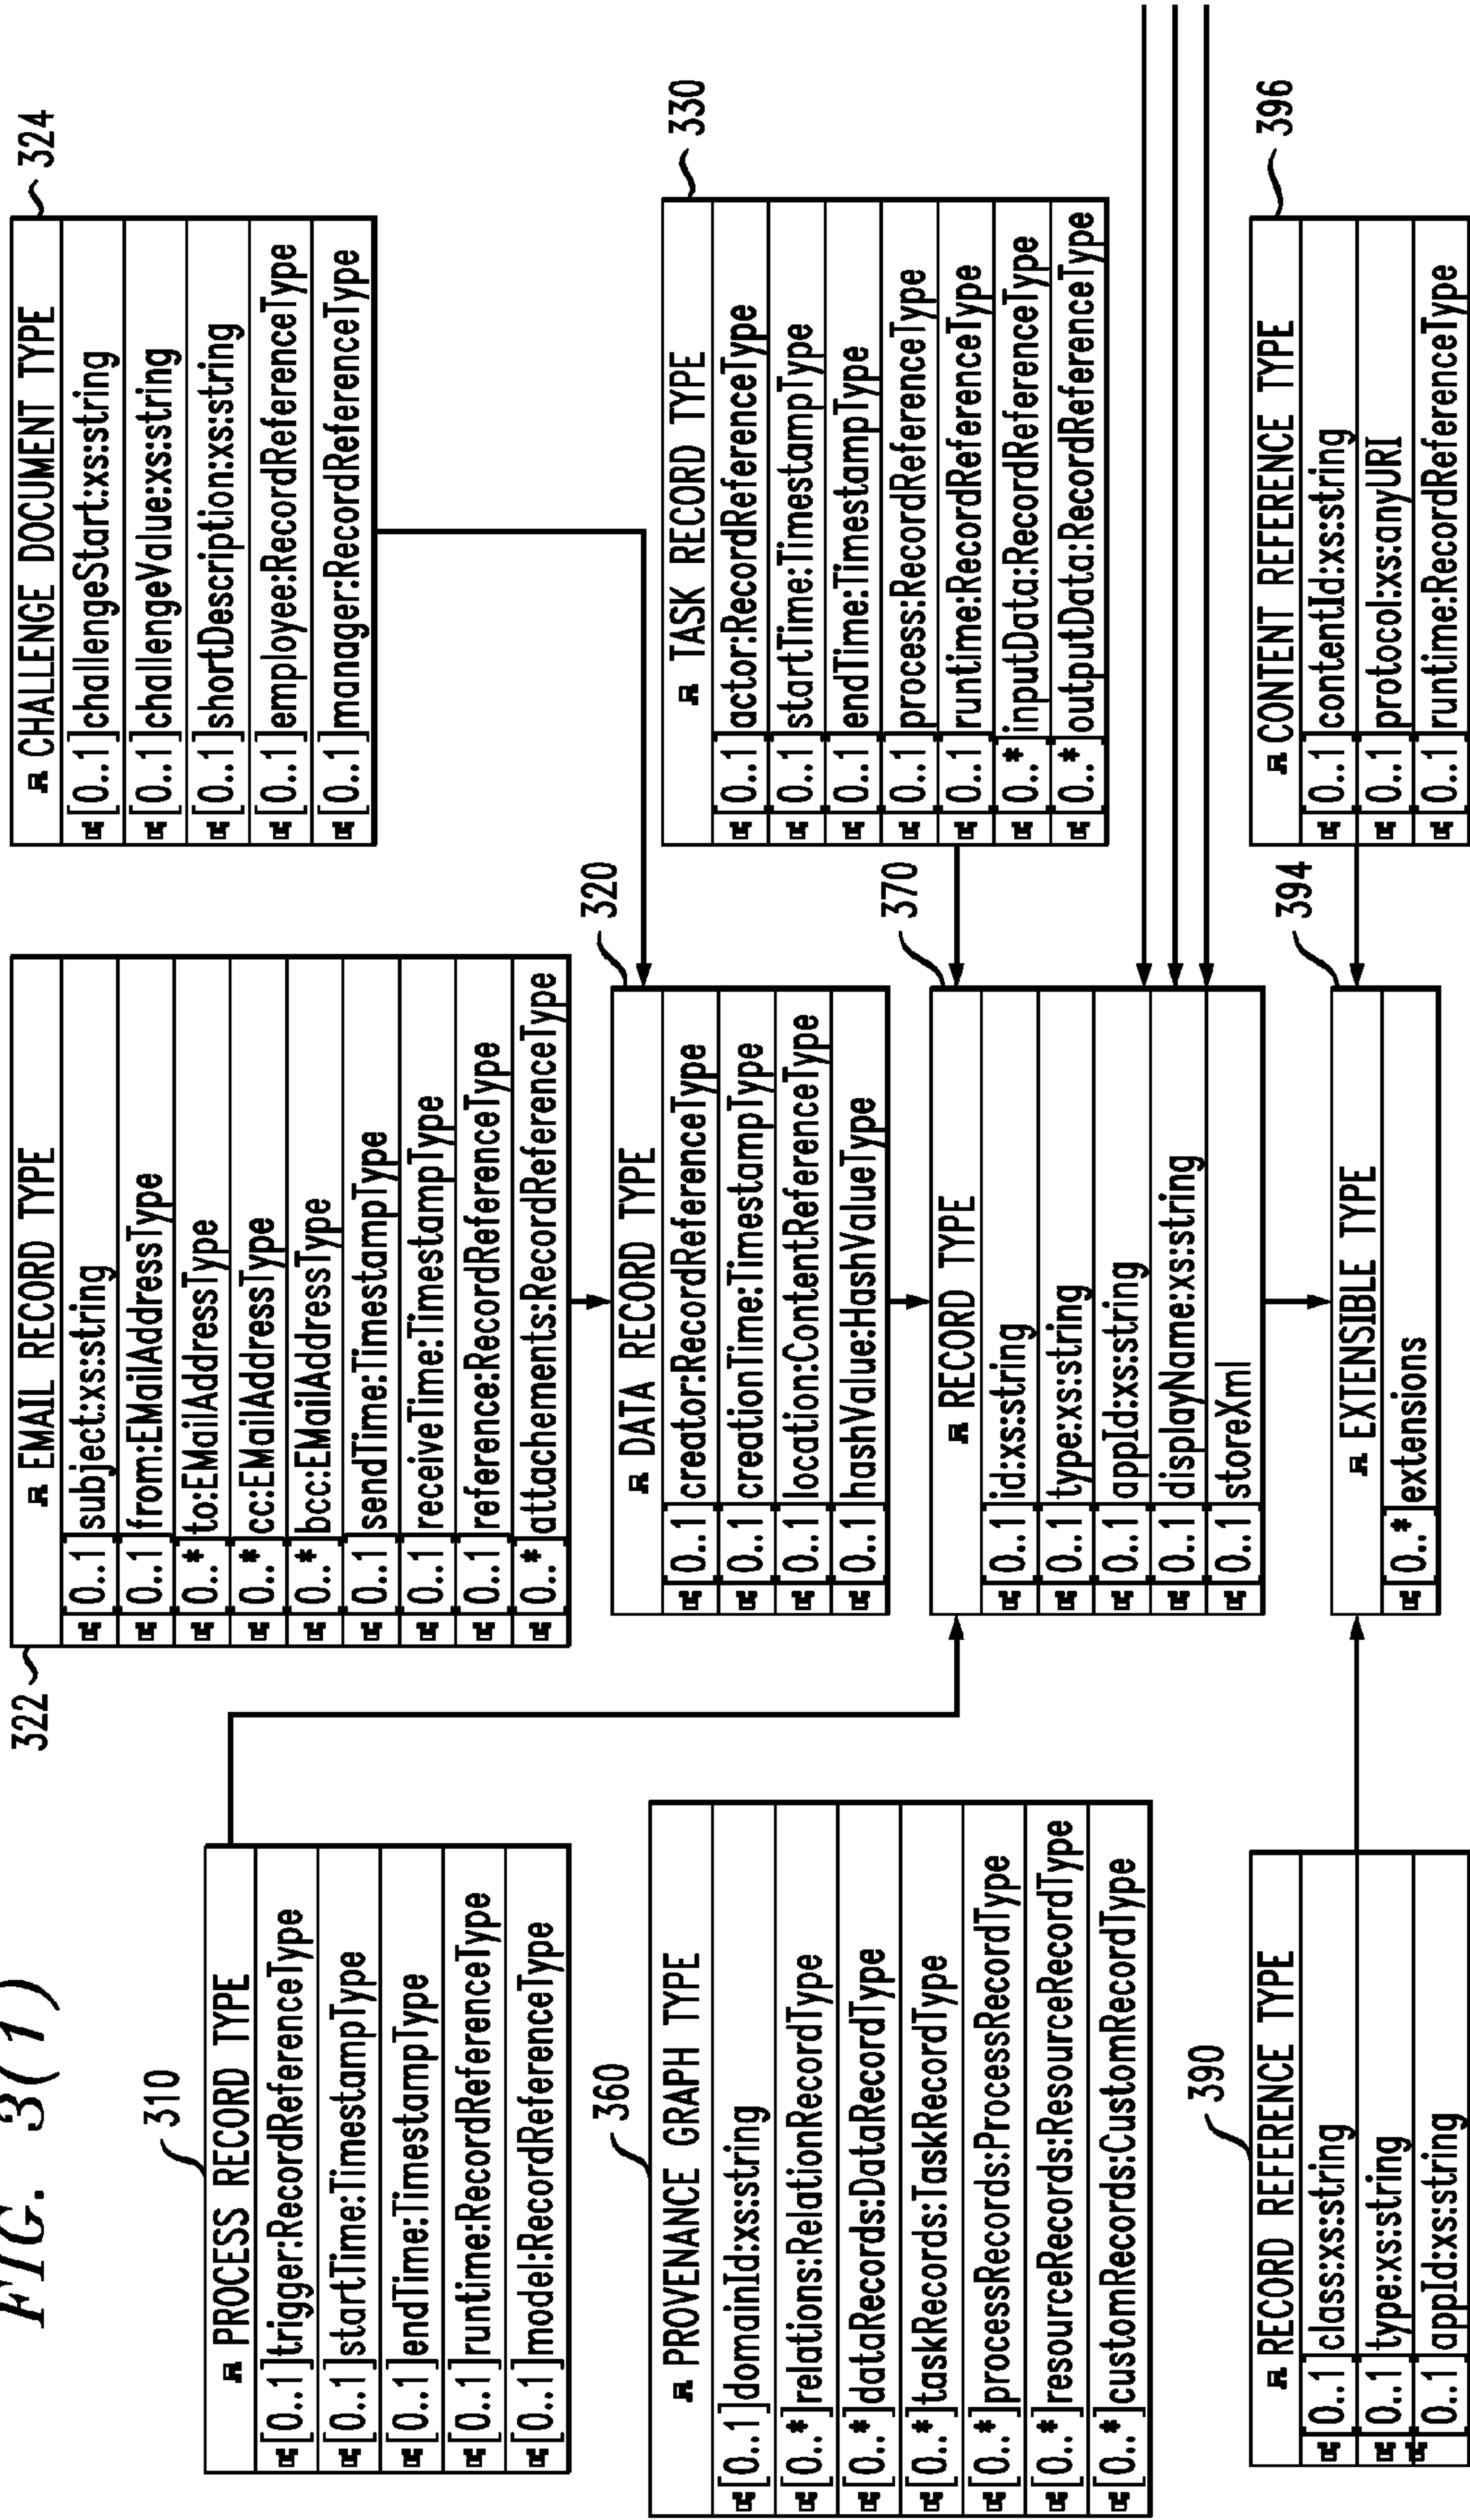 FIG. 3(1)
310
PROCESS RECORD TYPE
[0..1] trigger:RecordReferenceType
[0..1] startTime:TimestampType
[0..1] endTime:TimestampType
[0..1] runtime:RecordReferenceType
[0..1] model:RecordReferenceType
360
PROVENANCE GRAPH TYPE
[0..1] domainId:xs:string
[0..*] relations:RelationRecordType
[0..*] dataRecords:DataRecordType
[0..*] taskRecords:TaskRecordType
[0..*] processRecords:ProcessRecordType
[0..*] resourceRecords:ResourceRecordType
[0..*] customRecords:CustomRecordType
390
RECORD REFERENCE TYPE
[0..1] class:xs:string
[0..1] type:xs:string
[0..1] appId:xs:string
322
EMAIL RECORD TYPE
[0..1] subject:xs:string
[0..1] from:EMailAddressType
[0..*] to:EMailAddressType
[0..*] cc:EMailAddressType
[0..*] bcc:EMailAddressType
[0..1] sendTime:TimestampType
[0..1] receiveTime:TimestampType
[0..1] reference:RecordReferenceType
[0..*] attachements:RecordReferenceType
320
DATA RECORD TYPE
[0..1] creator:RecordReferenceType
[0..1] creationTime:TimestampType
[0..1] location:ContentReferenceType
[0..1] hashValue:HashValueType
370
RECORD TYPE
[0..1] id:xs:string
[0..1] type:xs:string
[0..1] appId:xs:string
[0..1] displayName:xs:string
[0..1] storeXml
394
EXTENSIBLE TYPE
[0..*] extensions
324
CHALLENGE DOCUMENT TYPE
[0..1] challengeStart:xs:string
[0..1] challengeValue:xs:string
[0..1] shortDescription:xs:string
[0..1] employee:RecordReferenceType
[0..1] manager:RecordReferenceType
330
TASK RECORD TYPE
[0..1] actor:RecordReferenceType
[0..1] startTime:TimestampType
[0..1] endTime:TimestampType
[0..1] process:RecordReferenceType
[0..1] runtime:RecordReferenceType
[0..*] inputData:RecordReferenceType
[0..*] outputData:RecordReferenceType
396
CONTENT REFERENCE TYPE
[0..1] contentId:xs:string
[0..1] protocol:xs:anyURI
[0..1] runtime:RecordReferenceType